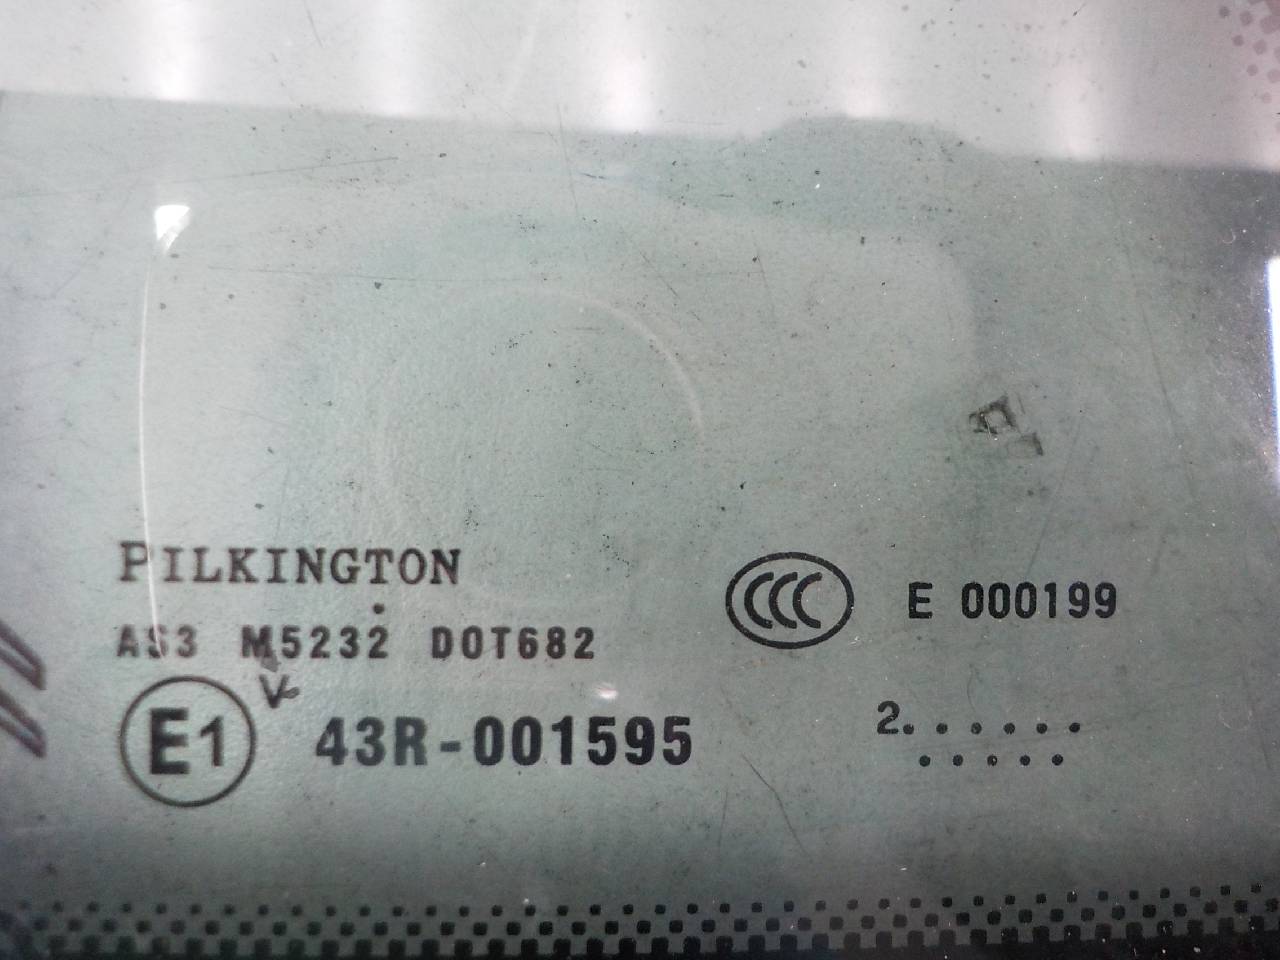 PILKINGTON
AS3 M5232 DOT682
E1 43R-001595
CCC E 000199
2. . . . . .
. . . . .